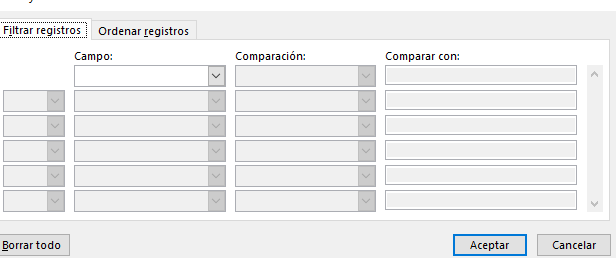 Filtrar registros
Ordenar registros
Campo:
Comparación:
Comparar con:
Borrar todo
Aceptar
Cancelar